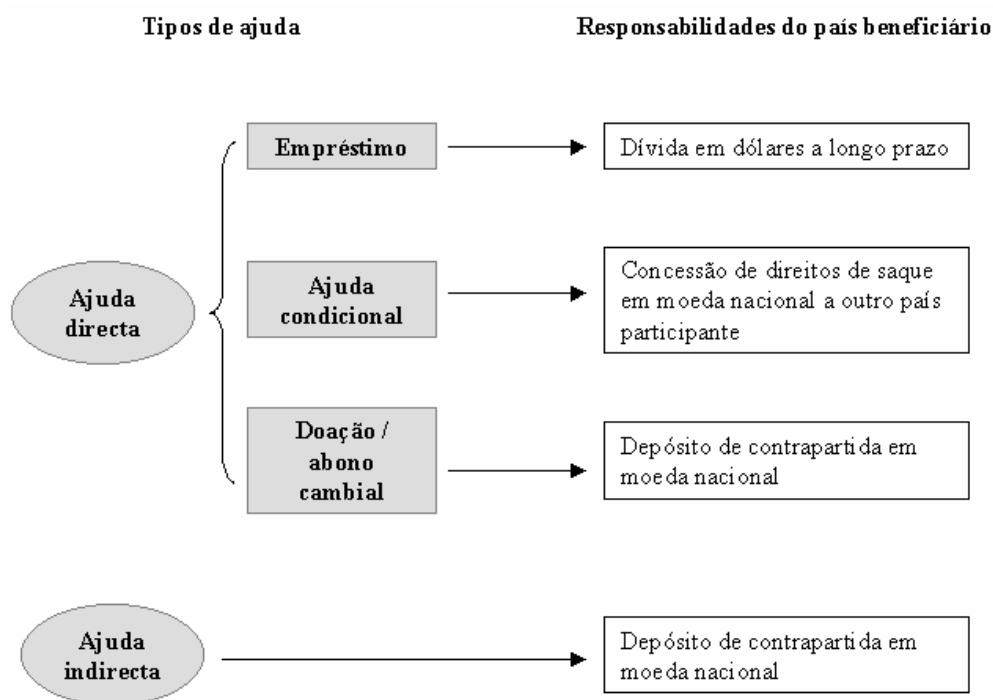 Tipos de ajuda
Responsabilidades do país beneficiário
Ajuda
directa
Empréstimo
Dívida em dólares a longo prazo
Ajuda
condicional
Concessão de direitos de saque
em moeda nacional a outro país
participante
Doação /
abono
cambial
Depósito de contrapartida em
moeda nacional
Ajuda
indirecta
Depósito de contrapartida em
moeda nacional